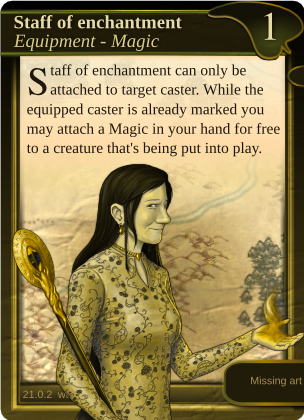 Staff of enchantment
1
Equipment - Magic
Staff of enchantment can only be
attached to target caster. While the
equipped caster is already marked you
may attach a Magic in your hand for free
to a creature that's being put into play.
Missing art
21.0.2